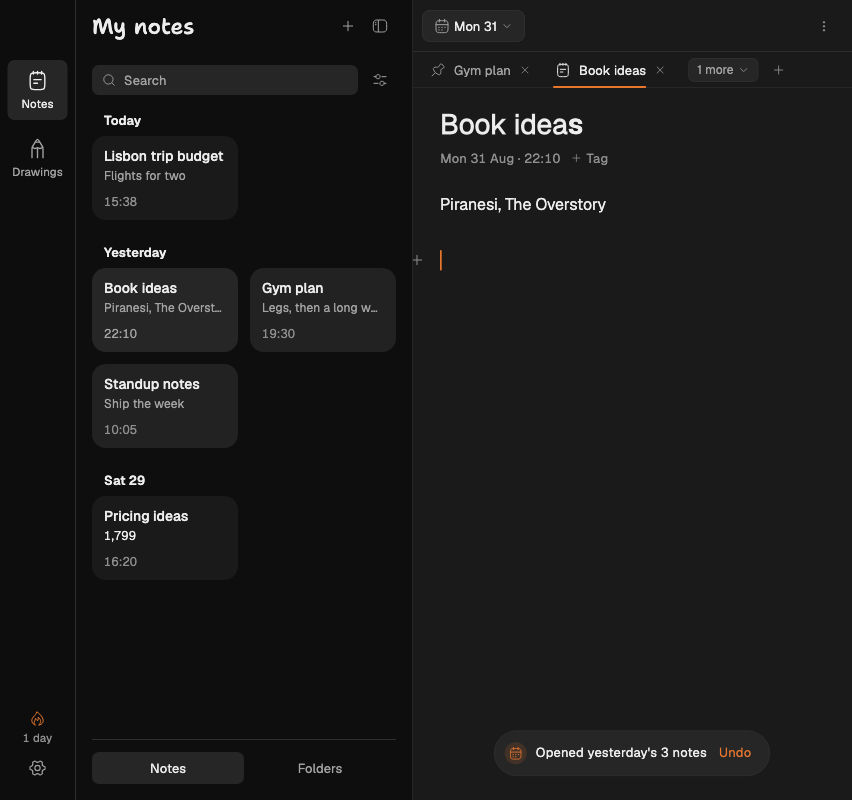 My notes
Search
Notes
Drawings
Today
Lisbon trip budget
Flights for two
15:38
Yesterday
Book ideas
Piranesi, The Overst...
22:10
Gym plan
Legs, then a long w...
19:30
Standup notes
Ship the week
10:05
Sat 29
Pricing ideas
1,799
16:20
1 day
Notes
Folders
Mon 31
Gym plan
Book ideas
1 more
Book ideas
Mon 31 Aug · 22:10 + Tag
Piranesi, The Overstory
Opened yesterday's 3 notes Undo